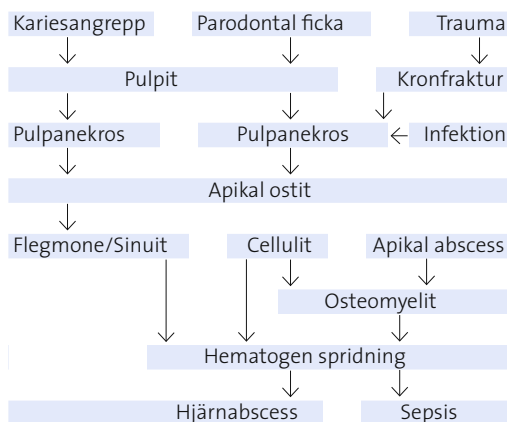 Kariesangrepp Parodontal ficka Trauma
Pulpit Kronfraktur
Pulpanekros Pulpanekros Infektion
Apikal ostit
Flegmone/Sinuit Cellulit Apikal abscess
Osteomyelit
Hematogen spridning
Hjärnabscess Sepsis